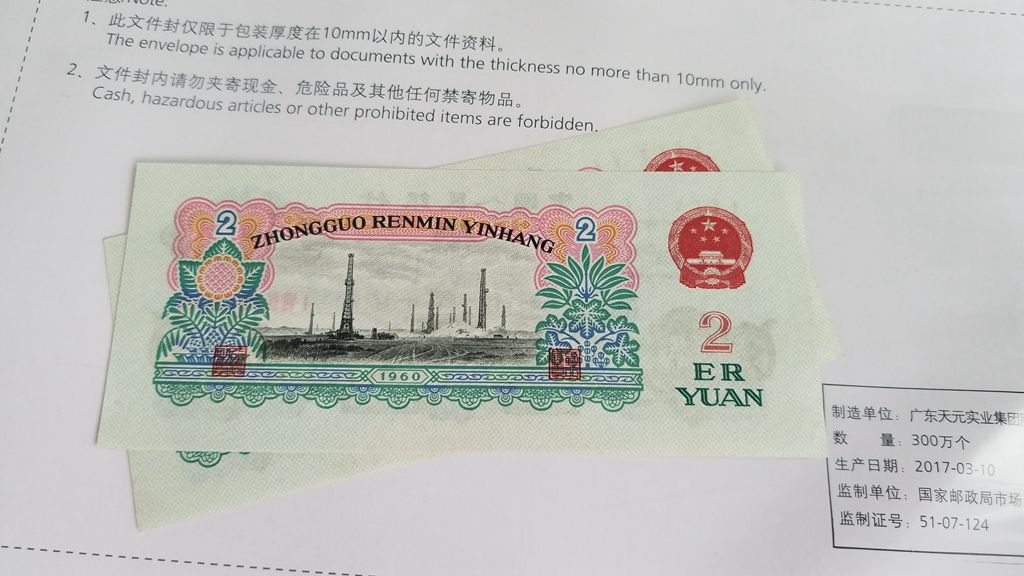 Note:
1、此文件封仅限于包装厚度在10mm以内的文件资料。
The envelope is applicable to documents with the thickness no more than 10mm only.
2、文件封内请勿夹寄现金、危险品及其他任何禁寄物品。
Cash, hazardous articles or other prohibited items are forbidden.
2
ZHONGGUO RENMIN YINHANG
2
1960
2
ER
YUAN
制造单位：广东天元实业集团
数 量：300万个
生产日期：2017-03-10
监制单位：国家邮政局市场
监制证号：51-07-124